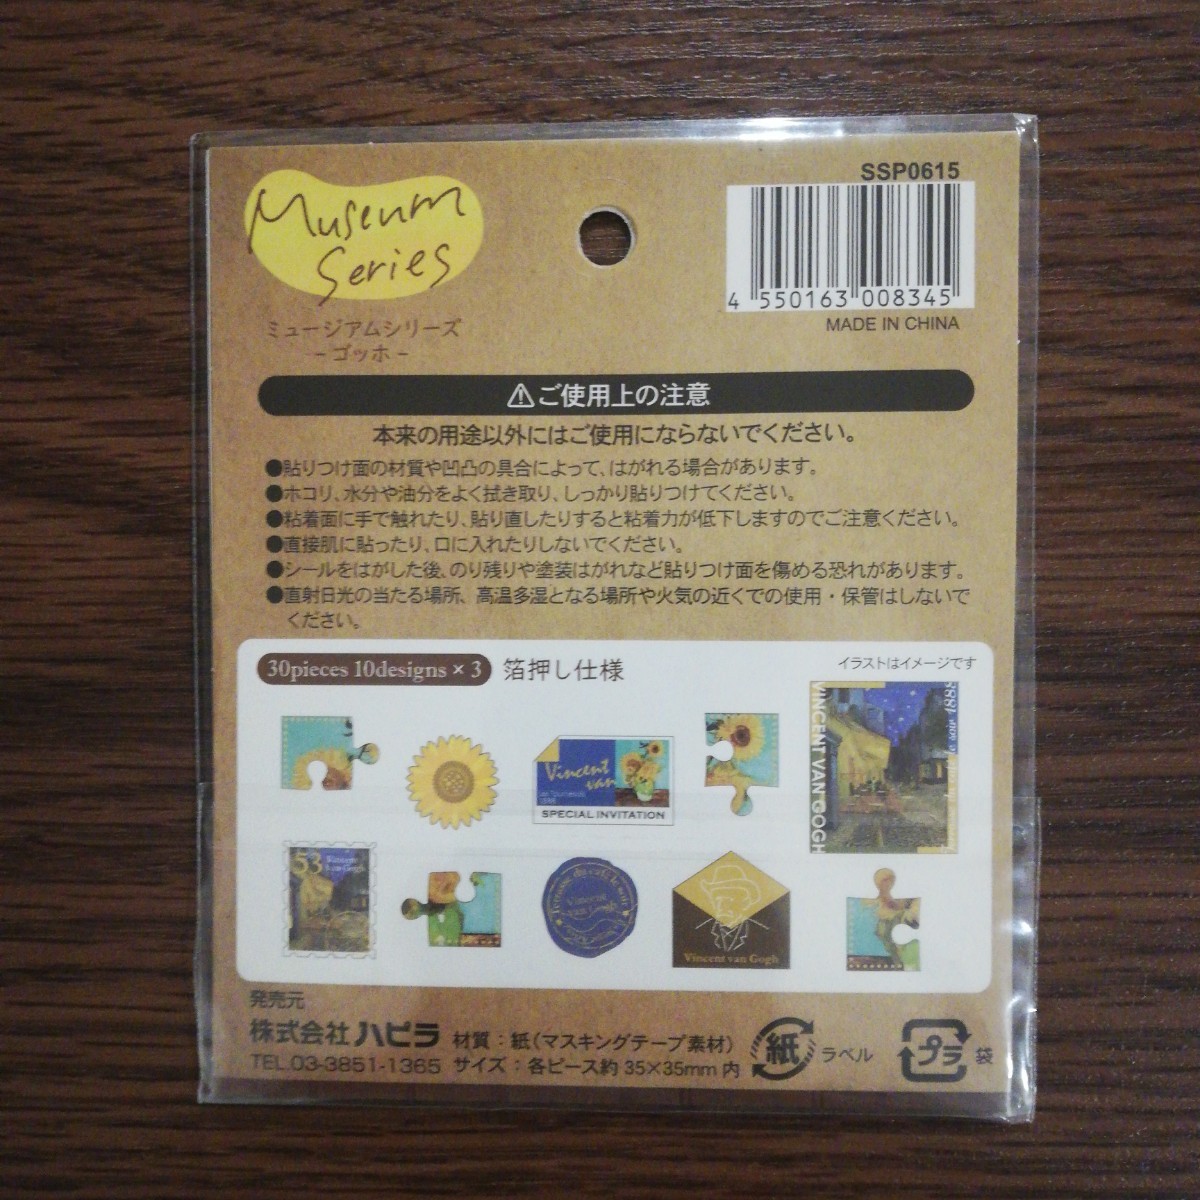 Museum
Series
ミュージアムシリーズ
－ゴッホ－
SSP0615
4 550163 008345
MADE IN CHINA
⚠ご使用上の注意
本来の用途以外にはご使用にならないでください。
●貼りつけ面の材質や凹凸の具合によって、はがれる場合があります。
●ホコリ、水分や油分をよく拭き取り、しっかり貼りつけてください。
●粘着面に手で触れたり、貼り直したりすると粘着力が低下しますのでご注意ください。
●直接肌に貼ったり、口に入れたりしないでください。
●シールをはがした後、のり残りや塗装はがれなど貼りつけ面を傷める恐れがあります。
●直射日光の当たる場所、高温多湿となる場所や火気の近くでの使用・保管はしないで
ください。
30pieces 10designs × 3 箔押し仕様
イラストはイメージです
Vincent
van
1888
SPECIAL INVITATION
VINCENT VAN GOGH
le soir 1888
53 Vincent
van Gogh
Terrasse du café le soir
Vincent
van Gogh
Vincent van Gogh
発売元
株式会社 ハピラ
TEL.03-3851-1365
材質：紙（マスキングテープ素材）
サイズ：各ピース約 35×35mm 内
紙 ラベル
プラ 袋